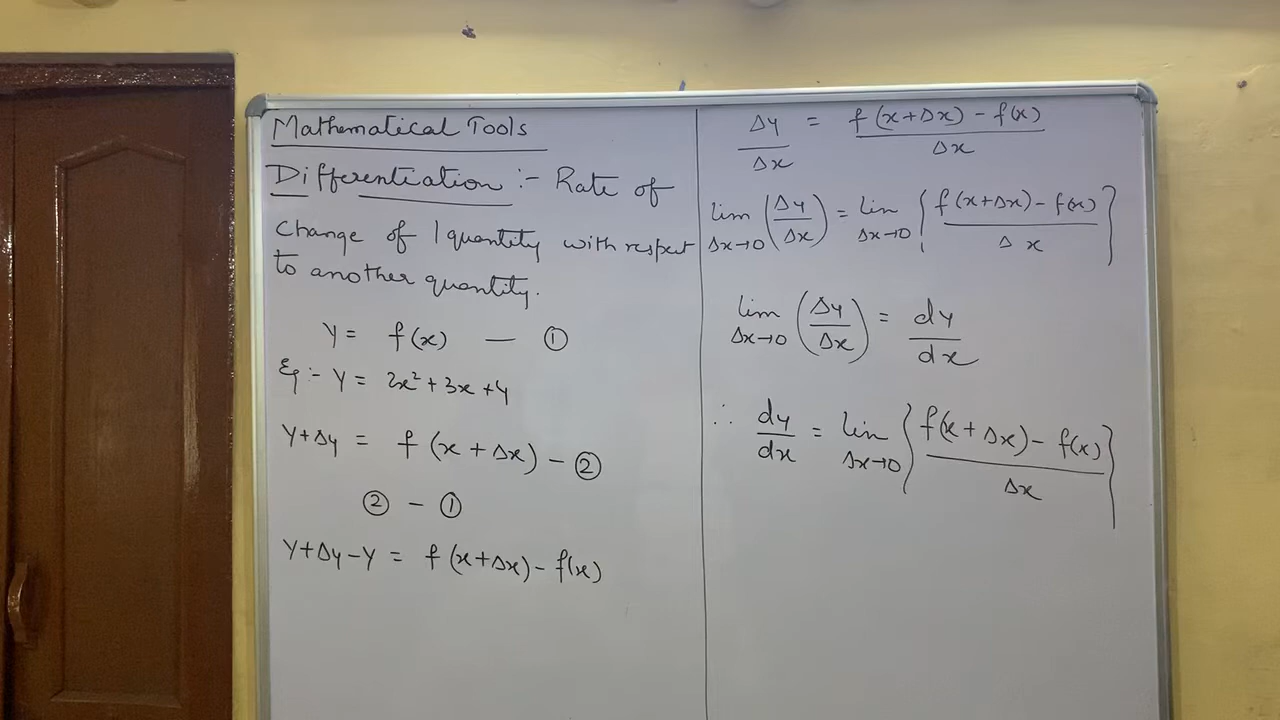 Mathematical Tools
Differentiation :- Rate of
change of 1 quantity with respect
to another quantity.
Y = f(x) — ①
Eg :- Y = 2x² + 3x + 4
Y+Δy = f(x+Δx) - ②
② - ①
Y+Δy-Y = f(x+Δx) - f(x)
Δy/Δx = f(x+Δx) - f(x)/Δx
lim Δx→0 (Δy/Δx) = lim Δx→0 {f(x+Δx) - f(x)/Δx}
lim Δx→0 (Δy/Δx) = dy/dx
∴ dy/dx = lim Δx→0 {f(x+Δx) - f(x)/Δx}